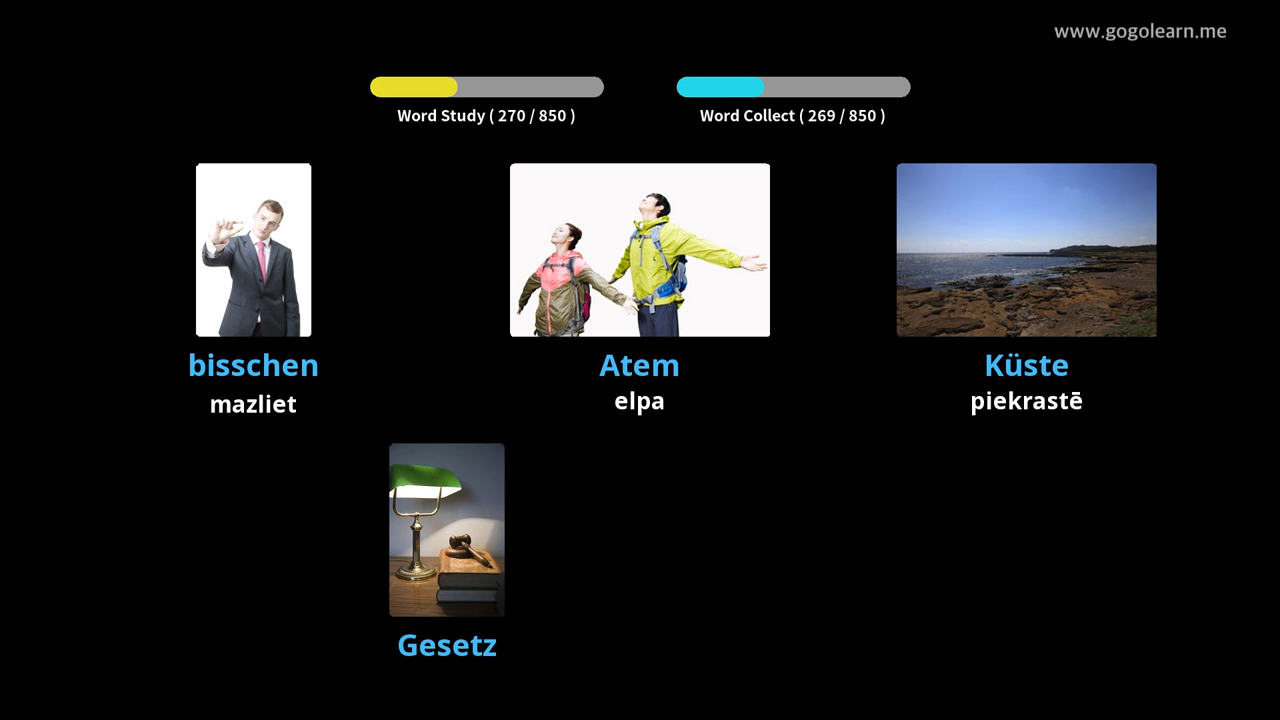 www.gogolearn.me
Word Study ( 270 / 850 )
Word Collect ( 269 / 850 )
bisschen
mazliet
Atem
elpa
Küste
piekrastē
Gesetz